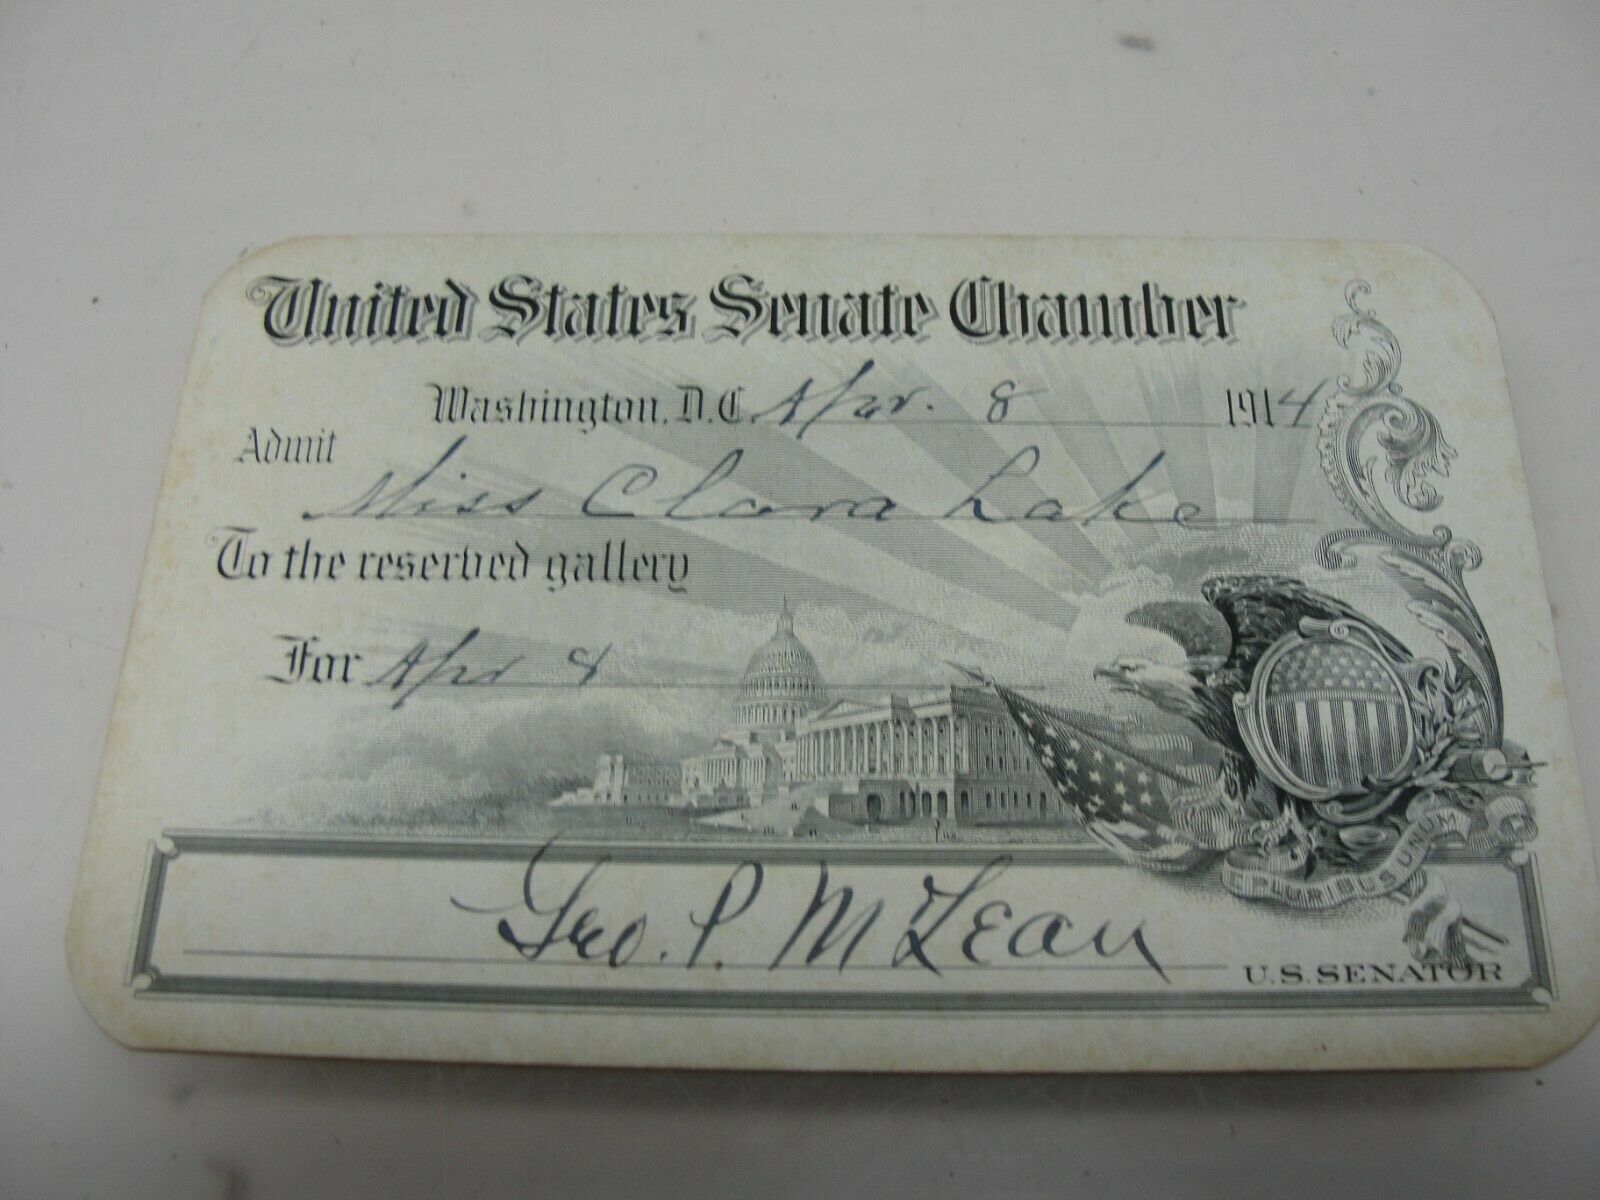 United States Senate Chamber
Washington, D.C. Apr. 8 1914
Admit
Miss Clara Lake
To the reserved gallery
For Apr 8
E PLURIBUS UNUM
Geo. P. McLean
U.S. SENATOR